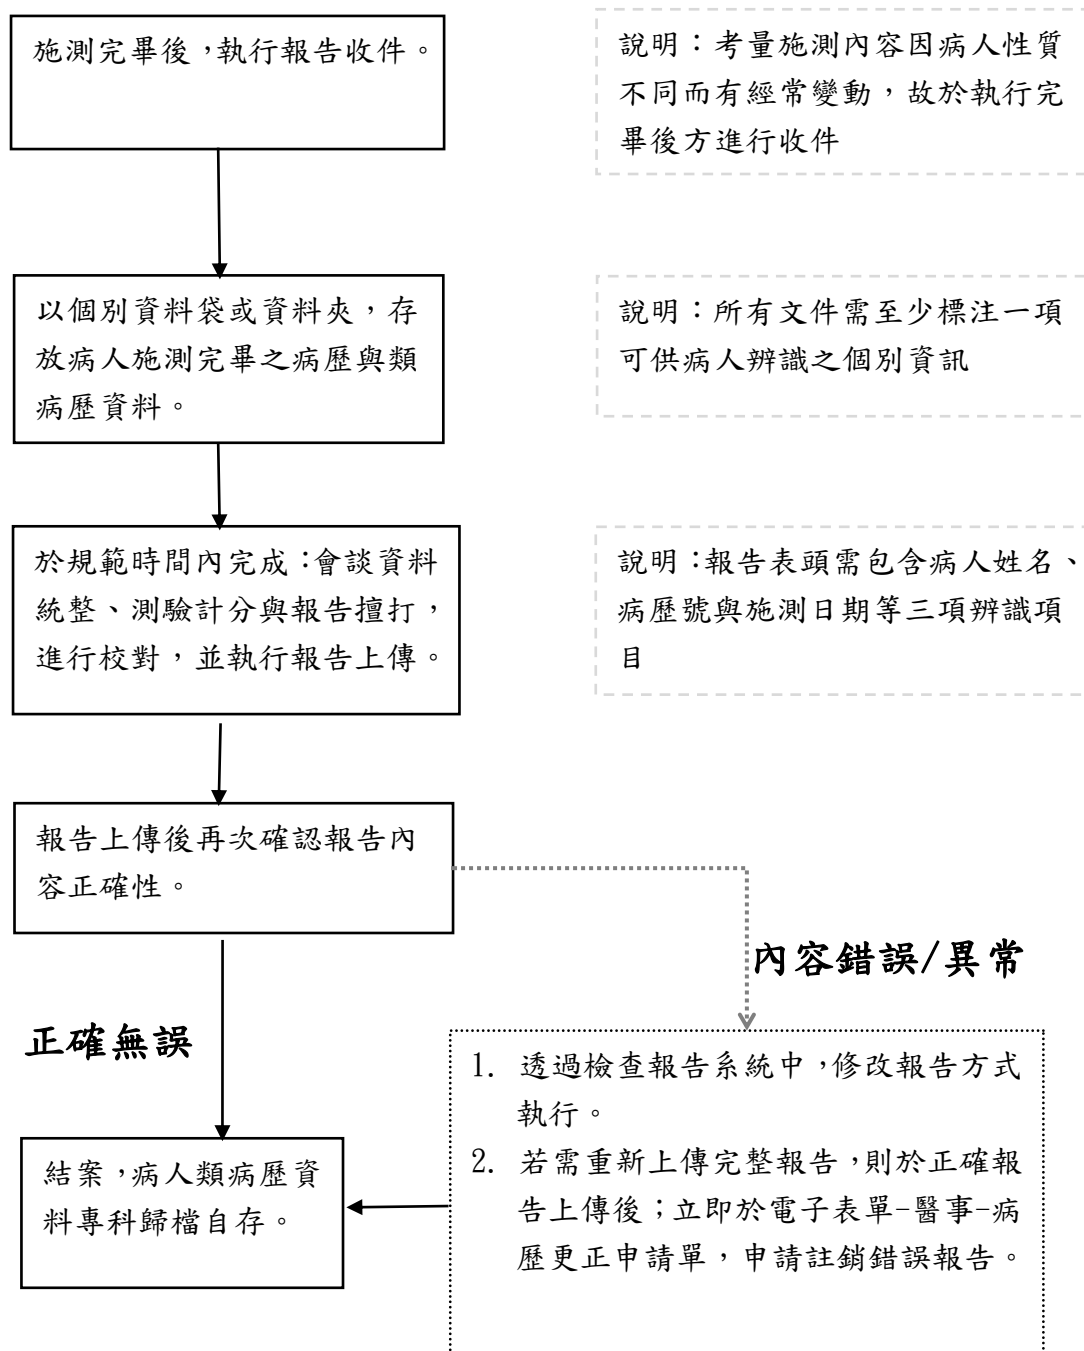 施測完畢後，執行報告收件。
說明：考量施測內容因病人性質
不同而有經常變動，故於執行完
畢後方進行收件
以個別資料袋或資料夾，存
放病人施測完畢之病歷與類
病歷資料。
說明：所有文件需至少標注一項
可供病人辨識之個別資訊
於規範時間內完成：會談資料
統整、測驗計分與報告擅打，
進行校對，並執行報告上傳。
說明：報告表頭需包含病人姓名、
病歷號與施測日期等三項辨識項
目
報告上傳後再次確認報告內
容正確性。
內容錯誤/異常
正確無誤
1. 透過檢查報告系統中，修改報告方式
執行。
2. 若需重新上傳完整報告，則於正確報
告上傳後；立即於電子表單-醫事-病
歷更正申請單，申請註銷錯誤報告。
結案，病人類病歷資
料專科歸檔自存。